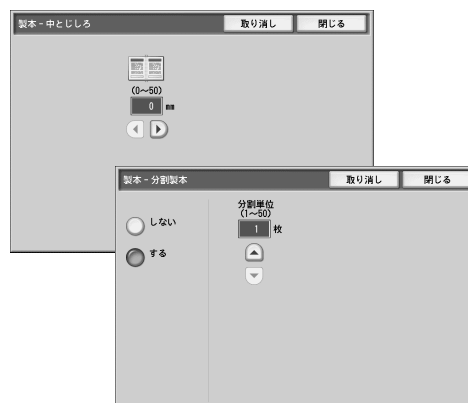 製本 - 中とじしろ 取り消し 閉じる
(0～50)
0 mm
製本 - 分割製本 取り消し 閉じる
分割単位
(1～50)
しない
1 枚
する